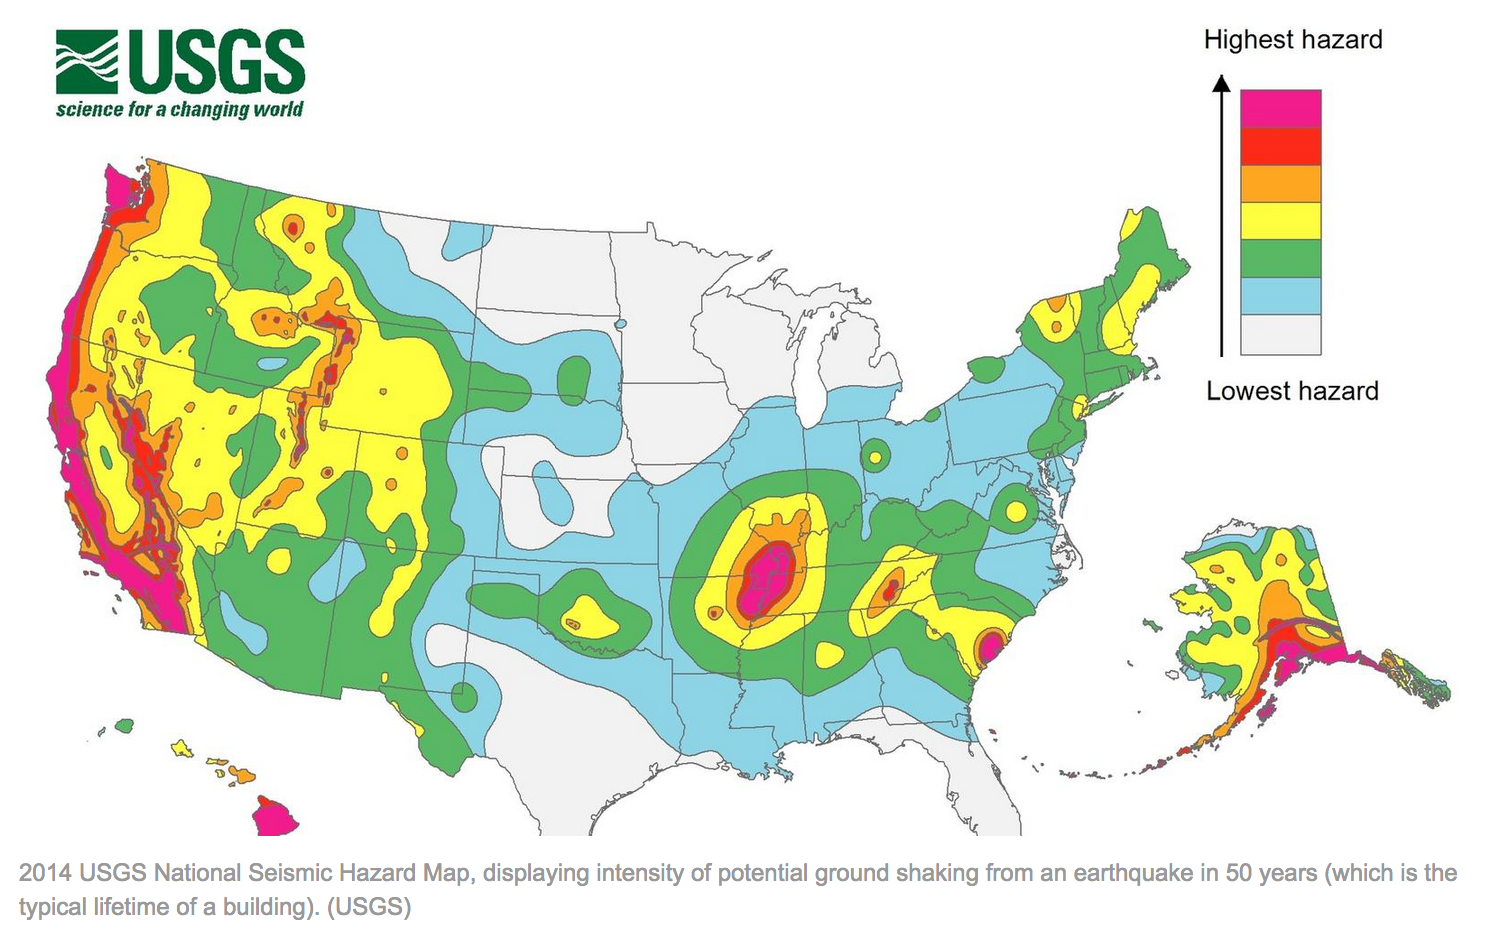 USGS
science for a changing world
Highest hazard
Lowest hazard
2014 USGS National Seismic Hazard Map, displaying intensity of potential ground shaking from an earthquake in 50 years (which is the
typical lifetime of a building). (USGS)